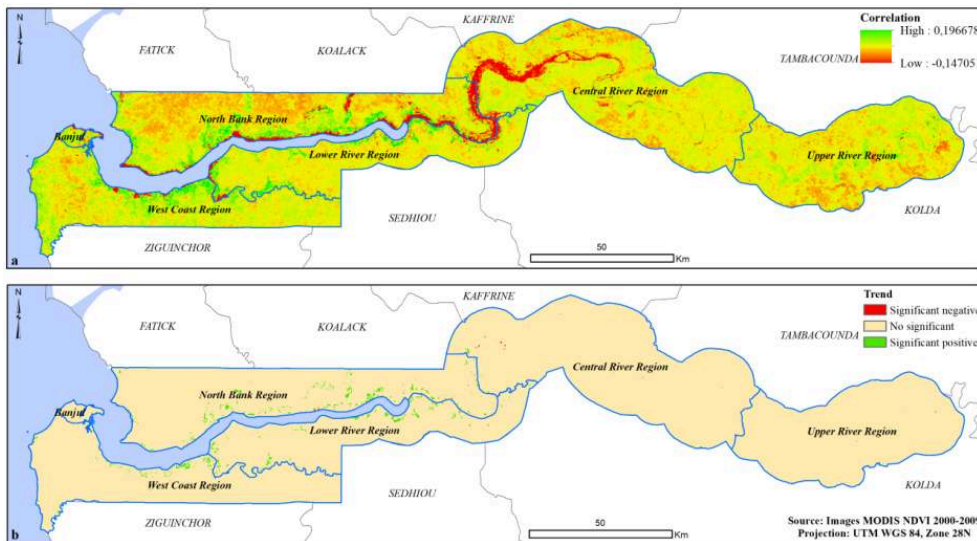 N
KAFFRINE
FATICK
KOALACK
Correlation
High : 0,196678
Low : -0,14705
TAMBACOUNDA
Central River Region
North Bank Region
Banjul
Lower River Region
Upper River Region
West Coast Region
SEDHIOU
KOLDA
ZIGUINCHOR
50
Km
a
N
KAFFRINE
FATICK
KOALACK
Trend
Significant negative
No significant
Significant positive
TAMBACOUNDA
Central River Region
North Bank Region
Banjul
Lower River Region
Upper River Region
West Coast Region
SEDHIOU
KOLDA
ZIGUINCHOR
50
Km
Source: Images MODIS NDVI 2000-2009
Projection: UTM WGS 84, Zone 28N
b